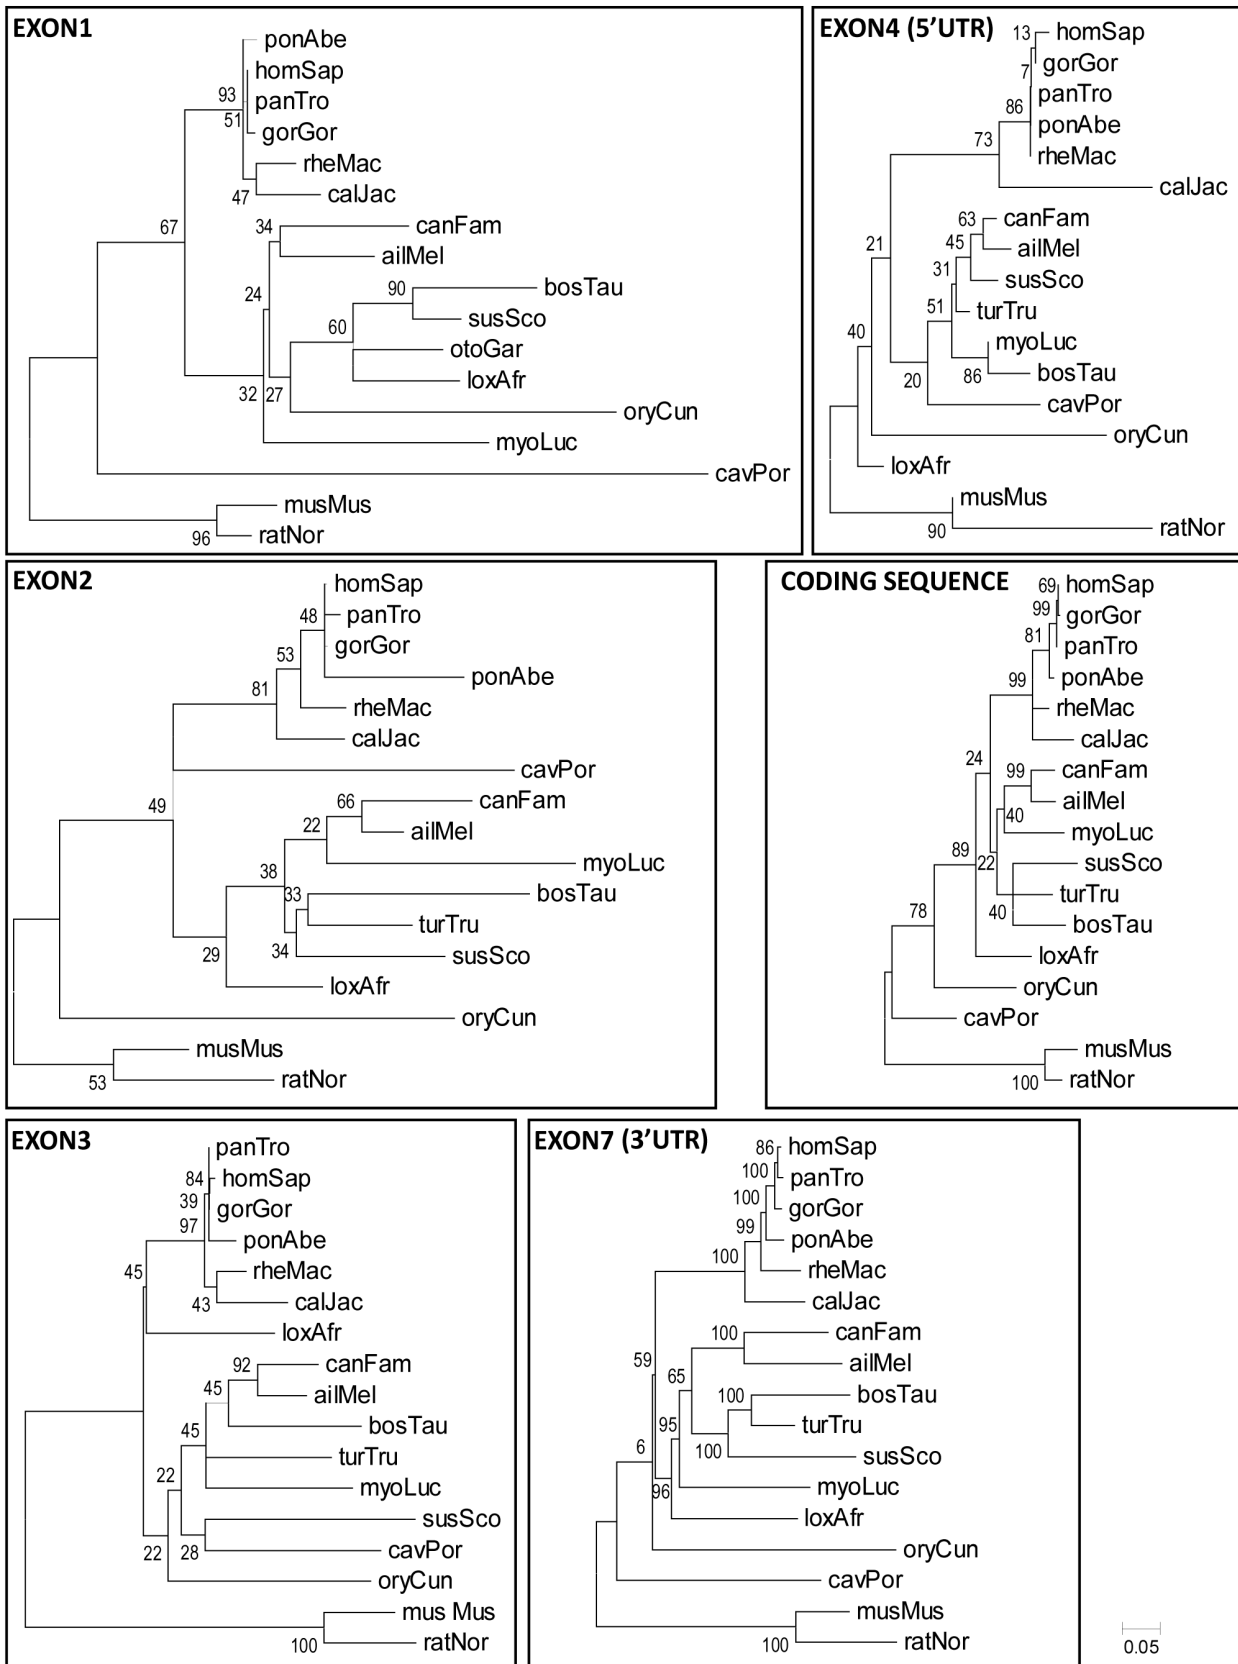 EXON1
ponAbe
homSap
93
panTro
51
gorGor
rheMac
47
calJac
67
34
canFam
ailMel
24
90
bosTau
susSco
60
otoGar
loxAfr
32
27
oryCun
myoLuc
cavPor
musMus
96
ratNor
EXON4 (5'UTR)
13
homSap
gorGor
7
panTro
86
ponAbe
73
rheMac
calJac
63
canFam
21
45
ailMel
31
susSco
51
turTru
40
myoLuc
86
bosTau
20
cavPor
oryCun
loxAfr
musMus
90
ratNor
EXON2
homSap
48
panTro
gorGor
53
ponAbe
81
rheMac
calJac
cavPor
49
66
canFam
22
ailMel
myoLuc
38
33
bosTau
turTru
34
susSco
29
loxAfr
oryCun
musMus
53
ratNor
CODING SEQUENCE
69
homSap
99
gorGor
81
panTro
99
ponAbe
rheMac
calJac
24
99
canFam
ailMel
40
myoLuc
89
22
susSco
turTru
40
bosTau
78
loxAfr
oryCun
cavPor
musMus
100
ratNor
EXON3
panTro
84
homSap
39
gorGor
97
ponAbe
45
rheMac
43
calJac
loxAfr
92
canFam
45
ailMel
bosTau
45
turTru
22
myoLuc
susSco
22
28
cavPor
oryCun
mus Mus
100
ratNor
EXON7 (3'UTR)
86
homSap
100
panTro
100
gorGor
99
ponAbe
100
rheMac
calJac
100
canFam
59
ailMel
65
100
bosTau
95
turTru
6
100
susSco
96
myoLuc
loxAfr
oryCun
cavPor
musMus
100
ratNor
0.05